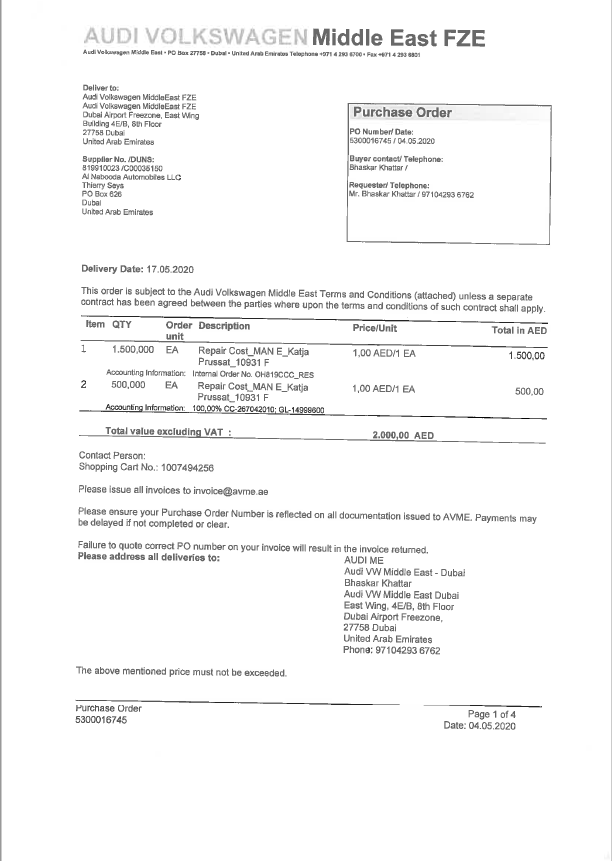 AUDI VOLKSWAGEN Middle East FZE
Audi Volkswagen Middle East • PO Box 27758 • Dubai • United Arab Emirates Telephone +971 4 293 6700 • Fax +971 4 293 6801
Deliver to:
Audi Volkswagen MiddleEast FZE
Audi Volkswagen MiddleEast FZE
Dubai Airport Freezone, East Wing
Building 4E/B, 8th Floor
27758 Dubai
United Arab Emirates
Supplier No. /DUNS:
819910023 /C00035150
Al Nabooda Automobiles LLC
Thierry Seys
PO Box 626
Dubai
United Arab Emirates
Purchase Order
PO Number/ Date:
5300016745 / 04.05.2020
Buyer contact/ Telephone:
Bhaskar Khattar /
Requester/ Telephone:
Mr. Bhaskar Khattar / 97104293 6762
Delivery Date: 17.05.2020
This order is subject to the Audi Volkswagen Middle East Terms and Conditions (attached) unless a separate
contract has been agreed between the parties where upon the terms and conditions of such contract shall apply.
Item QTY Order Description Price/Unit Total in AED
unit
1 1.500,000 EA Repair Cost_MAN E_Katja 1,00 AED/1 EA 1.500,00
Prussat_10931 F
Accounting Information: Internal Order No. OH819CCC_RES
2 500,000 EA Repair Cost_MAN E_Katja 1,00 AED/1 EA 500,00
Prussat_10931 F
Accounting Information: 100,00% CC-267042010; GL-14999600
Total value excluding VAT : 2.000,00 AED
Contact Person:
Shopping Cart No.: 1007494256
Please issue all invoices to invoice@avme.ae
Please ensure your Purchase Order Number is reflected on all documentation issued to AVME. Payments may
be delayed if not completed or clear.
Failure to quote correct PO number on your invoice will result in the invoice returned.
Please address all deliveries to:
AUDI ME
Audi VW Middle East - Dubai
Bhaskar Khattar
Audi VW Middle East Dubai
East Wing, 4E/B, 8th Floor
Dubai Airport Freezone,
27758 Dubai
United Arab Emirates
Phone: 97104293 6762
The above mentioned price must not be exceeded.
Purchase Order
5300016745
Page 1 of 4
Date: 04.05.2020